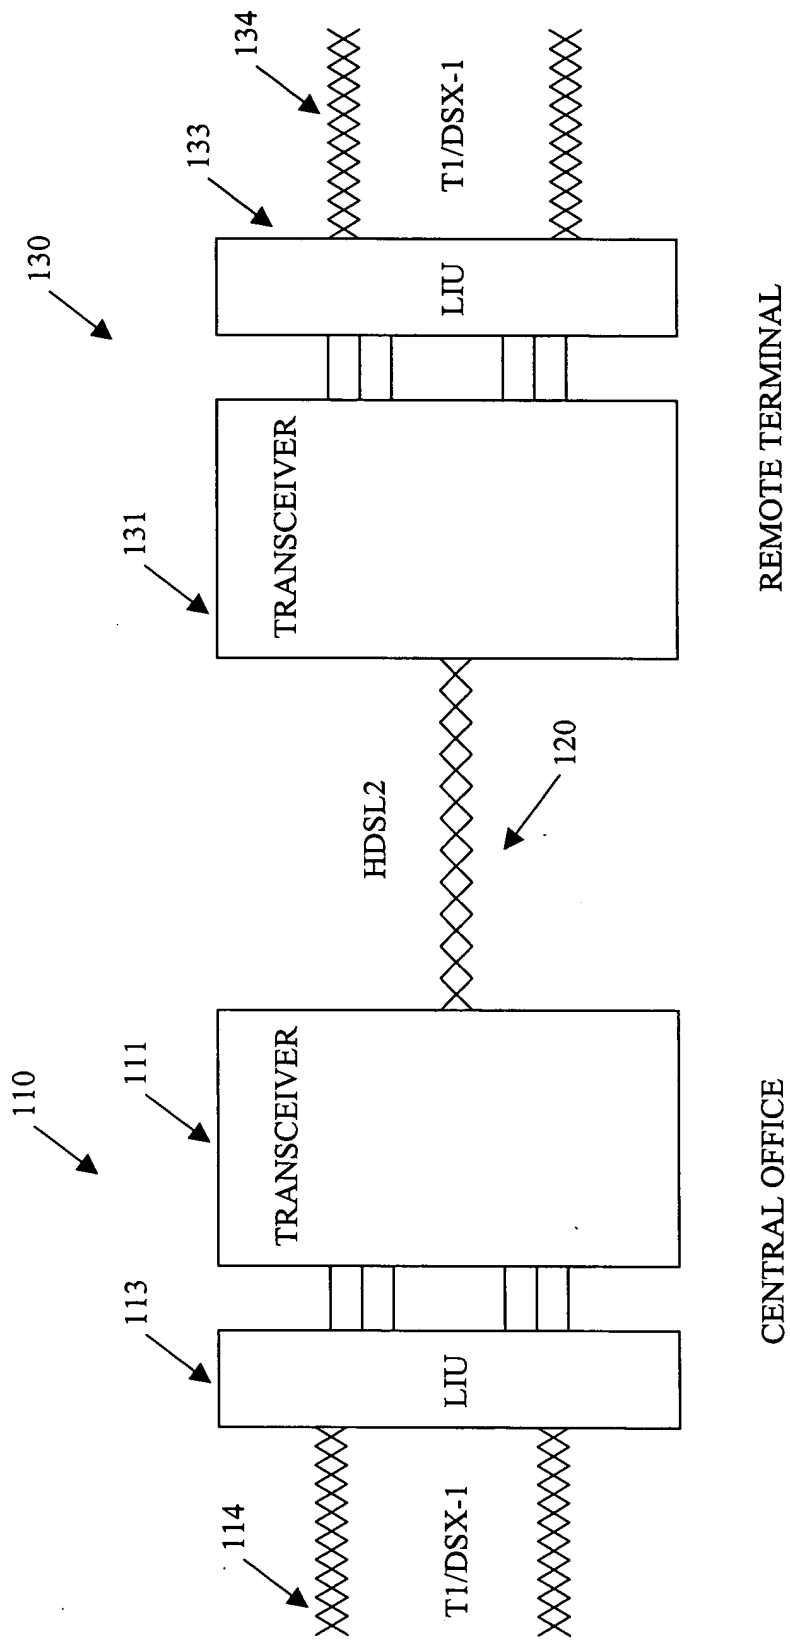 110
130
113
111
131
133
114
134
TRANSCEIVER
TRANSCEIVER
HDSL2
T1/DSX-1
LIU
LIU
T1/DSX-1
120
CENTRAL OFFICE
REMOTE TERMINAL